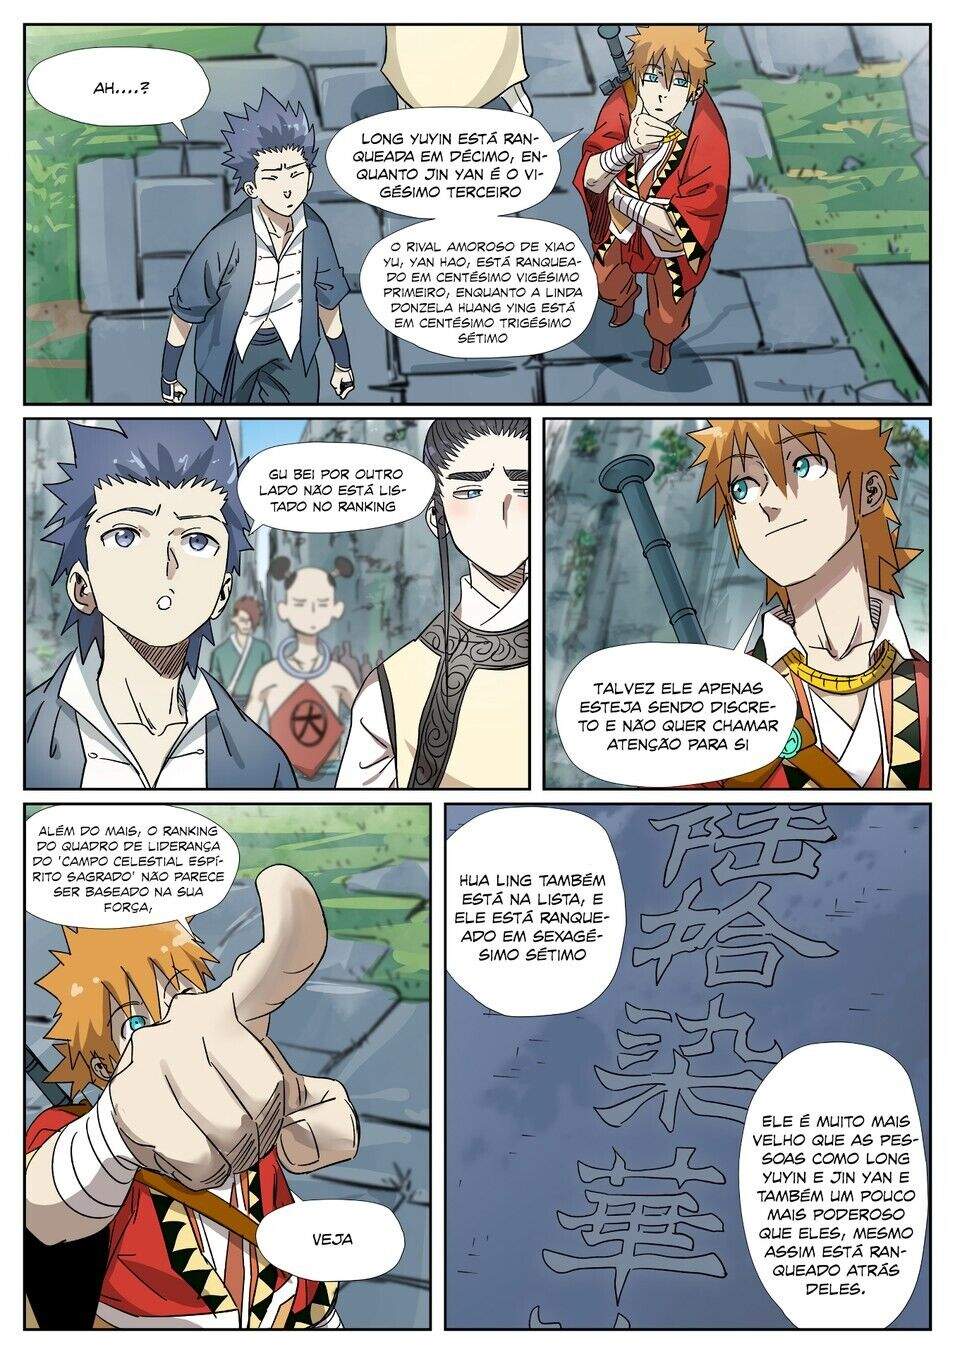 AH....?
LONG YUYIN ESTÁ RAN-
QUEADA EM DÉCIMO, EN-
QUANTO JIN YAN É O VI-
GÉSIMO TERCEIRO
O RIVAL AMOROSO DE XIAO
YU, YAN HAO, ESTÁ RANQUEA-
DO EM CENTÉSIMO VIGÉSIMO
PRIMEIRO, ENQUANTO A LINDA
DONZELA HUANG YING ESTÁ
EM CENTÉSIMO TRIGÉSIMO
SÉTIMO
GU BEI POR OUTRO
LADO NÃO ESTÁ LIS-
TADO NO RANKING
大
TALVEZ ELE APENAS
ESTEJA SENDO DISCRE-
TO E NÃO QUER CHAMAR
ATENÇÃO PARA SI
ALÉM DO MAIS, O RANKING
DO QUADRO DE LIDERANÇA
DO 'CAMPO CELESTIAL ESPÍ-
RITO SAGRADO' NÃO PARECE
SER BASEADO NA SUA
FORÇA,
VEJA
HUA LING TAMBÉM
ESTÁ NA LISTA, E
ELE ESTÁ RANQUE-
ADO EM SEXAGÉ-
SIMO SÉTIMO
陆
拾
染
華
ELE É MUITO MAIS
VELHO QUE AS PES-
SOAS COMO LONG
YUYIN E JIN YAN E
TAMBÉM UM POUCO
MAIS PODEROSO
QUE ELES, MESMO
ASSIM ESTÁ RAN-
QUEADO ATRÁS
DELES.